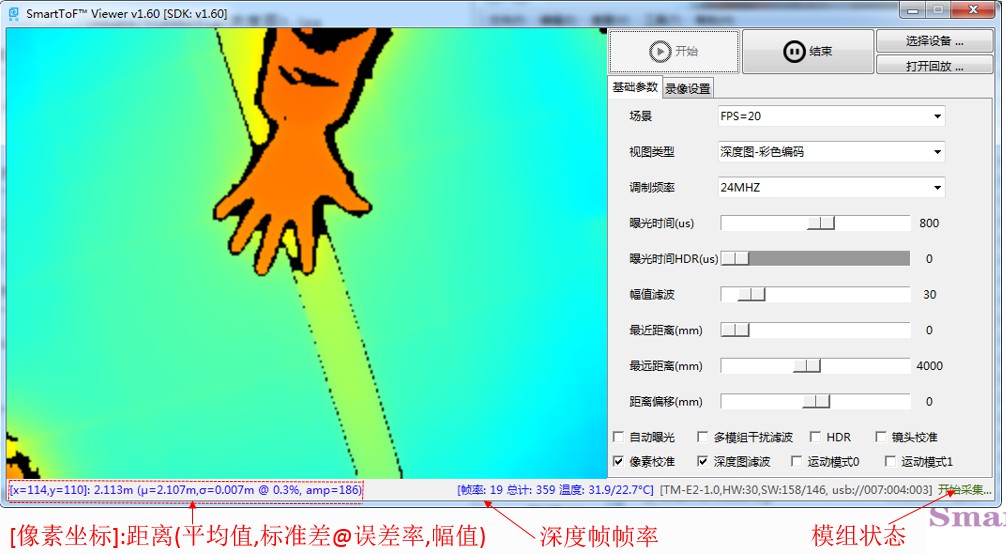 SmartToF™ Viewer v1.60 [SDK: v1.60]
开始
结束
选择设备 ...
打开回放 ...
基础参数
录像设置
场景
FPS=20
视图类型
深度图-彩色编码
调制频率
24MHZ
曝光时间(us)
800
曝光时间HDR(us)
0
幅值滤波
30
最近距离(mm)
0
最远距离(mm)
4000
距离偏移(mm)
0
自动曝光
多模组干扰滤波
HDR
镜头校准
像素校准
深度图滤波
运动模式0
运动模式1
[x=114,y=110]: 2.113m (μ=2.107m,σ=0.007m @ 0.3%, amp=186)
[帧率: 19 总计: 359 温度: 31.9/22.7℃]
[TM-E2-1.0,HW:30,SW:158/146, usb://007:004:003]
开始采集...
[像素坐标]:距离(平均值,标准差@误差率,幅值)
深度帧帧率
模组状态